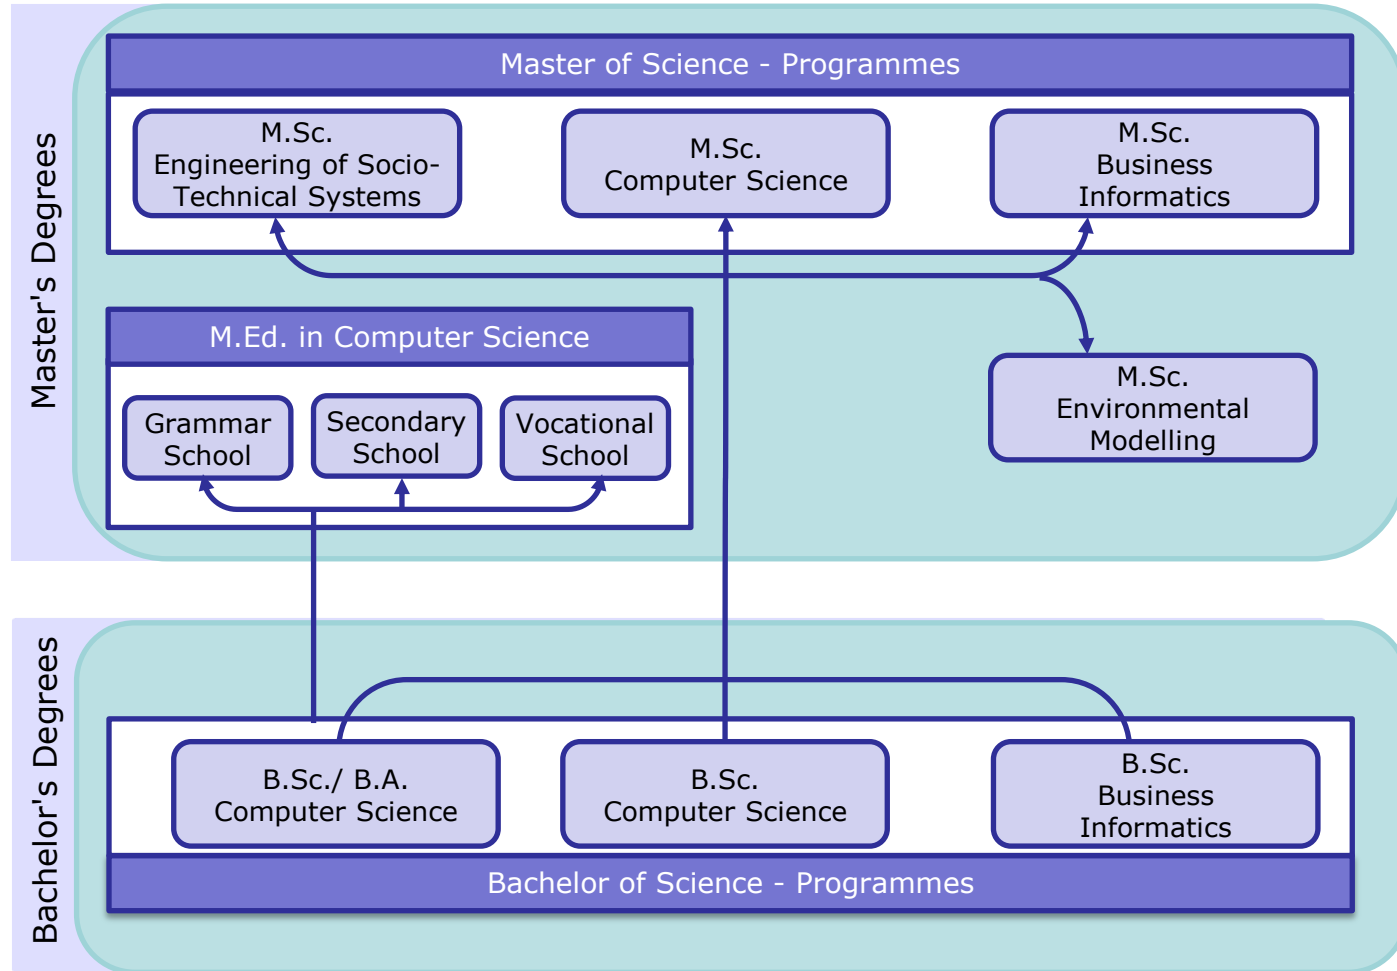 Master's Degrees
Master of Science - Programmes
M.Sc.
Engineering of Socio-
Technical Systems
M.Sc.
Computer Science
M.Sc.
Business
Informatics
M.Ed. in Computer Science
Grammar
School
Secondary
School
Vocational
School
M.Sc.
Environmental
Modelling
Bachelor's Degrees
B.Sc./ B.A.
Computer Science
B.Sc.
Computer Science
B.Sc.
Business
Informatics
Bachelor of Science - Programmes